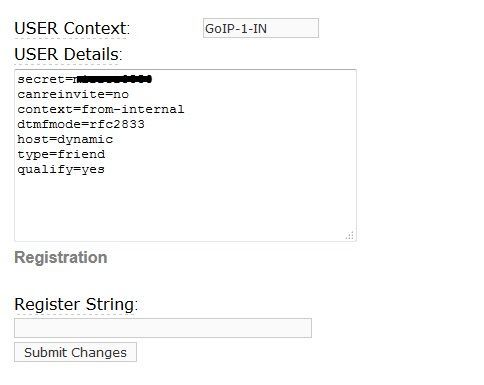 USER Context: GoIP-1-IN
USER Details:
secret=
canreinvite=no
context=from-internal
dtmfmode=rfc2833
host=dynamic
type=friend
qualify=yes
Registration
Register String:
Submit Changes